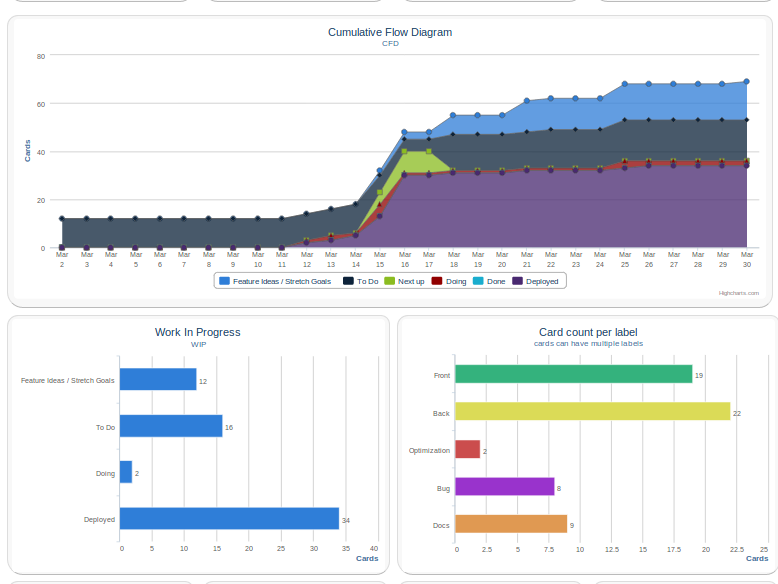 Cumulative Flow Diagram
CFD
Cards
80
60
40
20
0
Mar 2 Mar 3 Mar 4 Mar 5 Mar 6 Mar 7 Mar 8 Mar 9 Mar 10 Mar 11 Mar 12 Mar 13 Mar 14 Mar 15 Mar 16 Mar 17 Mar 18 Mar 19 Mar 20 Mar 21 Mar 22 Mar 23 Mar 24 Mar 25 Mar 26 Mar 27 Mar 28 Mar 29 Mar 30
Feature Ideas / Stretch Goals To Do Next up Doing Done Deployed
Highcharts.com
Work In Progress
WIP
Feature Ideas / Stretch Goals 12
To Do 16
Doing 2
Deployed 34
0 5 10 15 20 25 30 35 40
Cards
Card count per label
cards can have multiple labels
Front 19
Back 22
Optimization 2
Bug 8
Docs 9
0 2.5 5 7.5 10 12.5 15 17.5 20 22.5 25
Cards